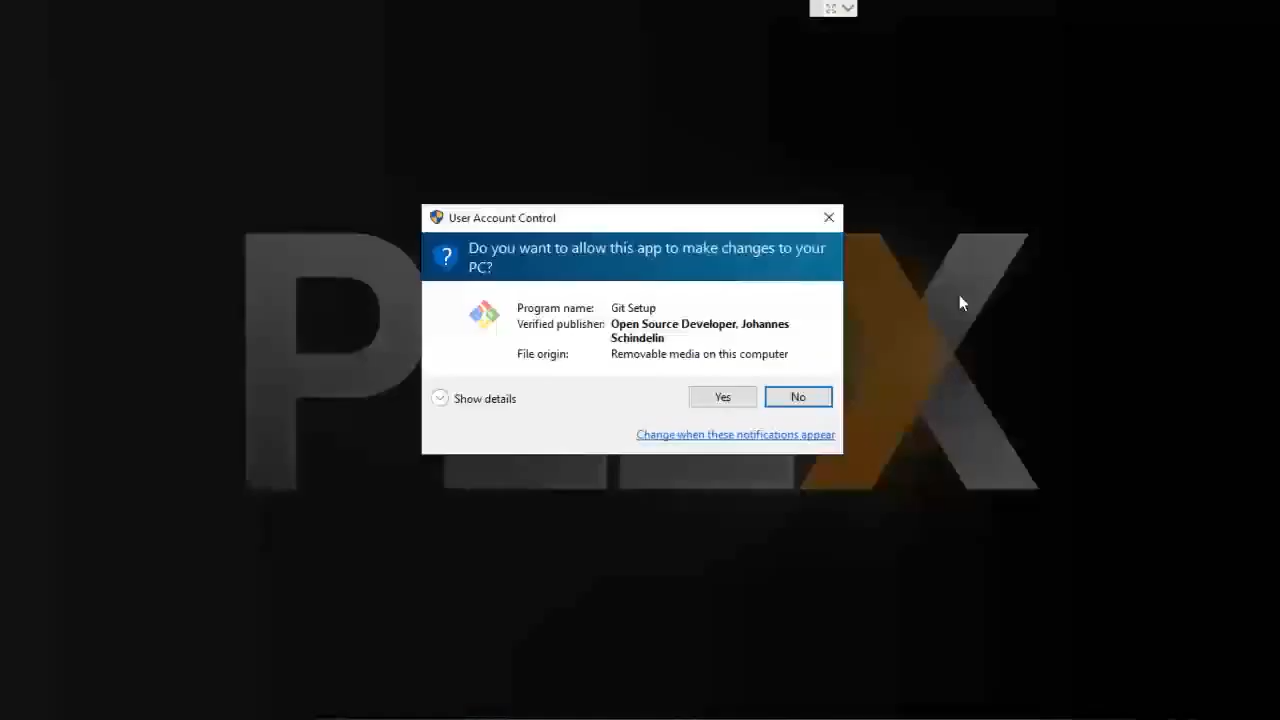 User Account Control
Do you want to allow this app to make changes to your
PC?
Program name: Git Setup
Verified publisher: Open Source Developer, Johannes
Schindelin
File origin: Removable media on this computer
Show details
Yes
No
Change when these notifications appear
PLEX